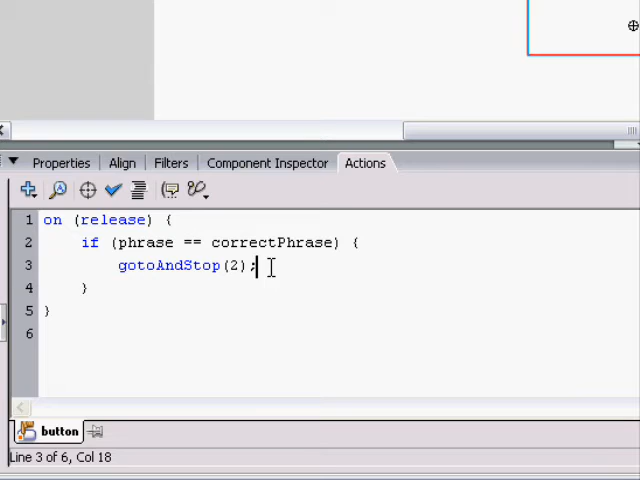 Properties Align Filters Component Inspector Actions
1 on (release) {
2 if (phrase == correctPhrase) {
3 gotoAndStop(2);
4 }
5 }
6
button
Line 3 of 6, Col 18